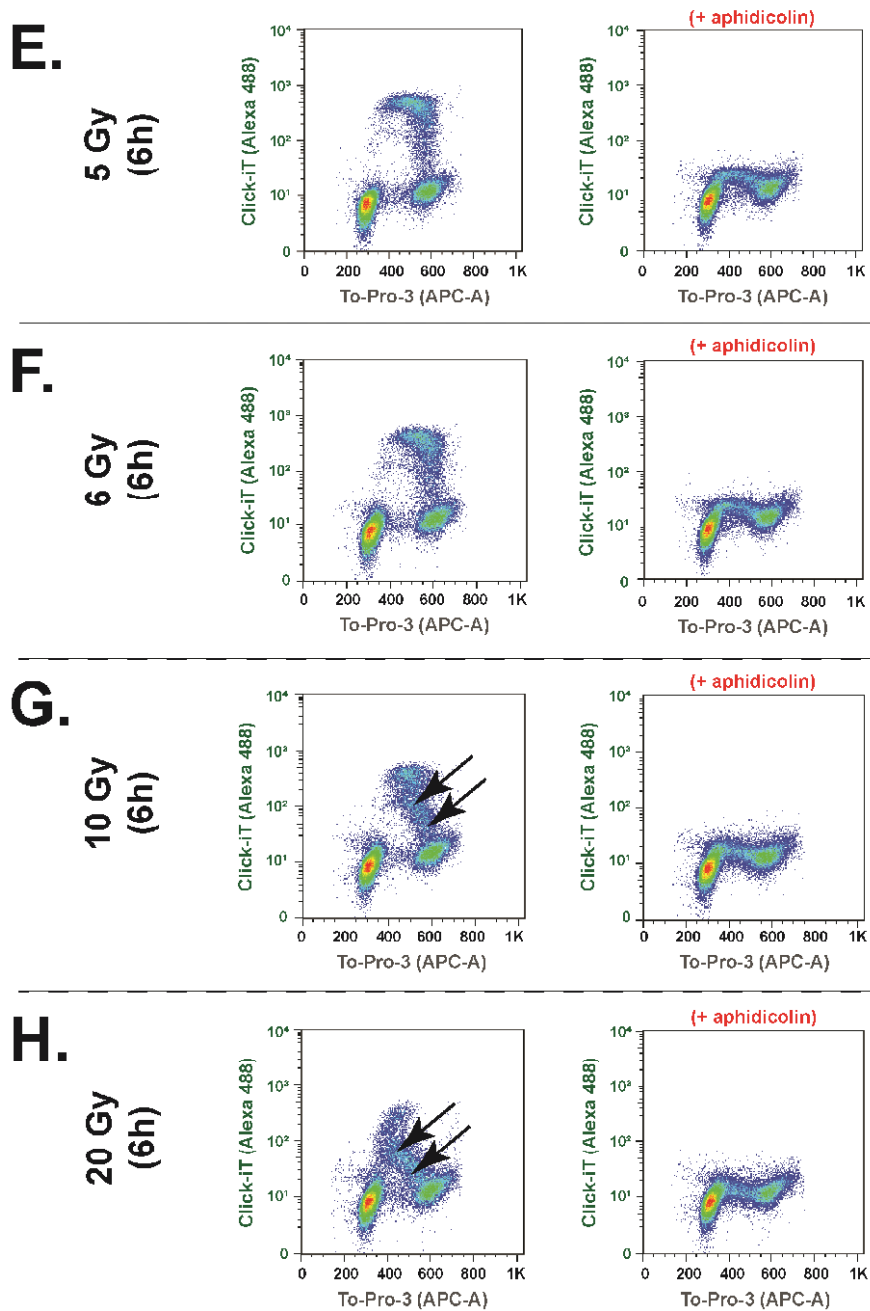 E.
5 Gy
(6h)
Click-iT (Alexa 488)
10⁴
10³
10²
10¹
0
0 200 400 600 800 1K
To-Pro-3 (APC-A)
(+ aphidicolin)
Click-iT (Alexa 488)
10⁴
10³
10²
10¹
0
0 200 400 600 800 1K
To-Pro-3 (APC-A)
F.
6 Gy
(6h)
Click-iT (Alexa 488)
10⁴
10³
10²
10¹
0
0 200 400 600 800 1K
To-Pro-3 (APC-A)
(+ aphidicolin)
Click-iT (Alexa 488)
10⁴
10³
10²
10¹
0
0 200 400 600 800 1K
To-Pro-3 (APC-A)
G.
10 Gy
(6h)
Click-iT (Alexa 488)
10⁴
10³
10²
10¹
0
0 200 400 600 800 1K
To-Pro-3 (APC-A)
(+ aphidicolin)
Click-iT (Alexa 488)
10⁴
10³
10²
10¹
0
0 200 400 600 800 1K
To-Pro-3 (APC-A)
H.
20 Gy
(6h)
Click-iT (Alexa 488)
10⁴
10³
10²
10¹
0
0 200 400 600 800 1K
To-Pro-3 (APC-A)
(+ aphidicolin)
Click-iT (Alexa 488)
10⁴
10³
10²
10¹
0
0 200 400 600 800 1K
To-Pro-3 (APC-A)